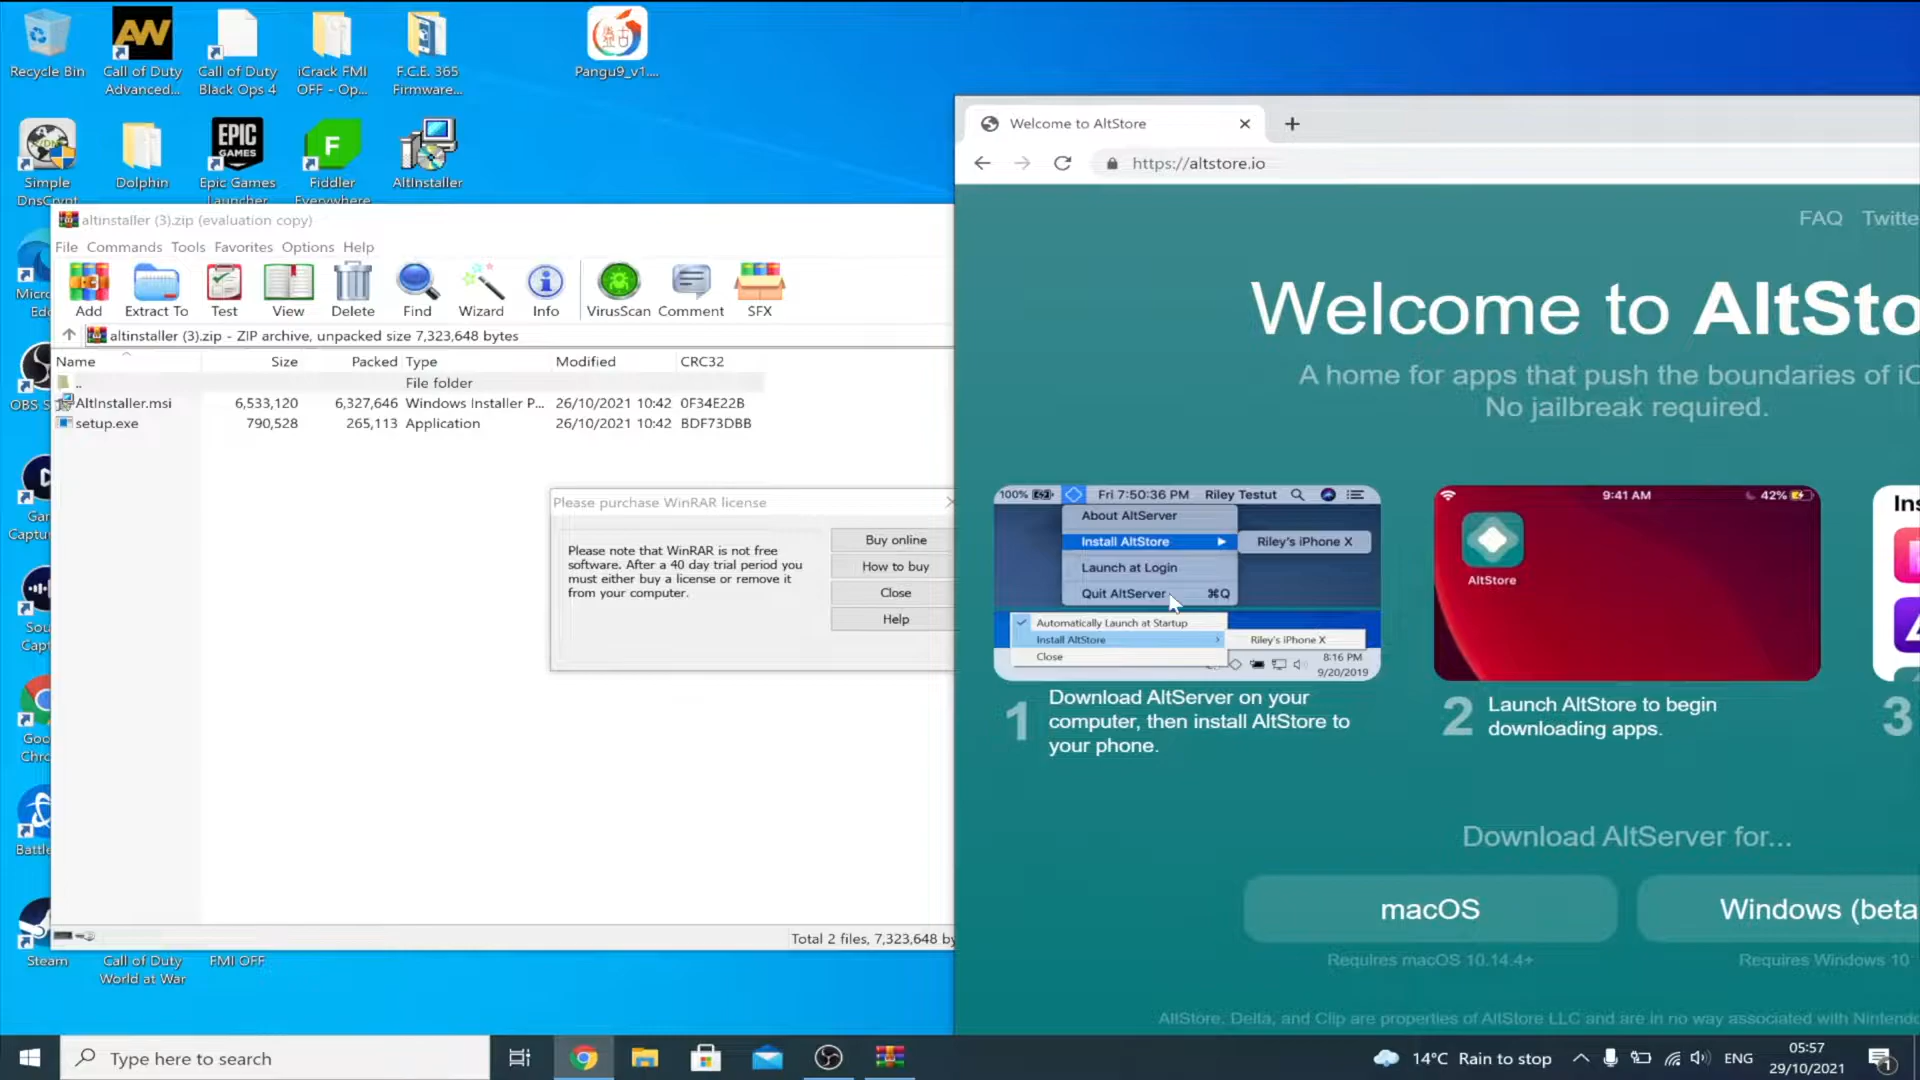 Recycle Bin
Call of Duty
Advanced...
Call of Duty
Black Ops 4
iCrack FMI
OFF - Op...
F.C.E. 365
Firmware...
Pangu9_v1....
Simple
DnsCrypt
Dolphin
Epic Games
Launcher
Fiddler
Everywhere
AltInstaller
altinstaller (3).zip (evaluation copy)
File Commands Tools Favorites Options Help
Add Extract To Test View Delete Find Wizard Info VirusScan Comment SFX
altinstaller (3).zip - ZIP archive, unpacked size 7,323,648 bytes
Name Size Packed Type Modified CRC32
.. File folder
AltInstaller.msi 6,533,120 6,327,646 Windows Installer P... 26/10/2021 10:42 0F34E22B
setup.exe 790,528 265,113 Application 26/10/2021 10:42 BDF73DBB
Please purchase WinRAR license
Please note that WinRAR is not free
software. After a 40 day trial period you
must either buy a license or remove it
from your computer.
Buy online
How to buy
Close
Help
Total 2 files, 7,323,648 by
Micro
Ed
OBS S
Gam
Captu
Sou
Capt
Goo
Chr
Battle
Steam
Call of Duty
World at War
FMI OFF
Welcome to AltStore
https://altstore.io
FAQ Twitte
Welcome to AltSto
A home for apps that push the boundaries of iO
No jailbreak required.
100% Fri 7:50:36 PM Riley Testut
About AltServer
Install AltStore Riley's iPhone X
Launch at Login
Quit AltServer ⌘Q
Automatically Launch at Startup
Install AltStore Riley's iPhone X
Close
8:16 PM
9/20/2019
9:41 AM 42%
AltStore
Ins
1 Download AltServer on your
computer, then install AltStore to
your phone.
2 Launch AltStore to begin
downloading apps.
3
Download AltServer for...
macOS
Windows (beta
Requires macOS 10.14.4+
Requires Windows 10
AltStore, Delta, and Clip are properties of AltStore LLC and are in no way associated with Nintendo
Type here to search
14°C Rain to stop
ENG
05:57
29/10/2021
1